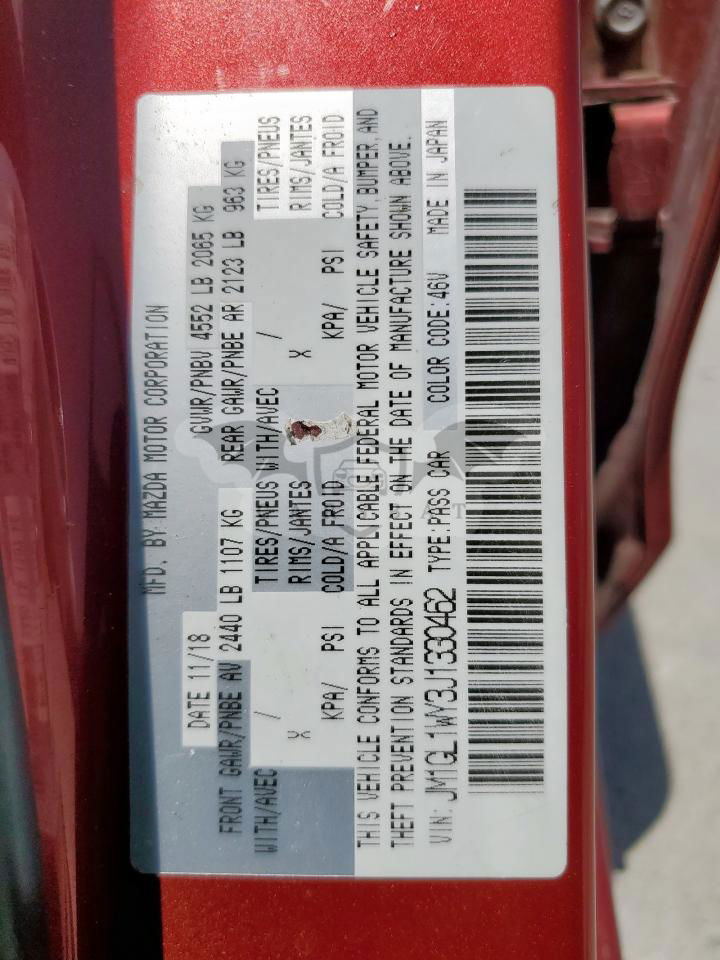 MFD. BY MAZDA MOTOR CORPORATION
DATE 11/18 GVWR/PNBV 4552 LB 2065 KG
FRONT GAWR/PNBE AV 2440 LB 1107 KG REAR GAWR/PNBE AR 2123 LB 963 KG
WITH/AVEC / TIRES/PNEUS WITH/AVEC / TIRES/PNEUS
X RIMS/JANTES X RIMS/JANTES
KPA/ PSI COLD/A FROID KPA/ PSI COLD/A FROID
THIS VEHICLE CONFORMS TO ALL APPLICABLE FEDERAL MOTOR VEHICLE SAFETY, BUMPER, AND
THEFT PREVENTION STANDARDS IN EFFECT ON THE DATE OF MANUFACTURE SHOWN ABOVE.
VIN: JM1GL1WY3J1330462 TYPE:PASS CAR COLOR CODE:46V MADE IN JAPAN